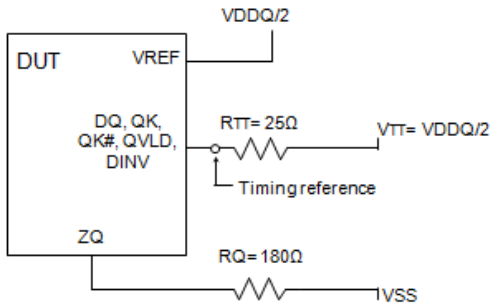 VDDQ/2
DUT
VREF
DQ, QK,
QK#, QVLD,
DINV
RTT= 25Ω
VTT= VDDQ/2
Timing reference
ZQ
RQ= 180Ω
VSS